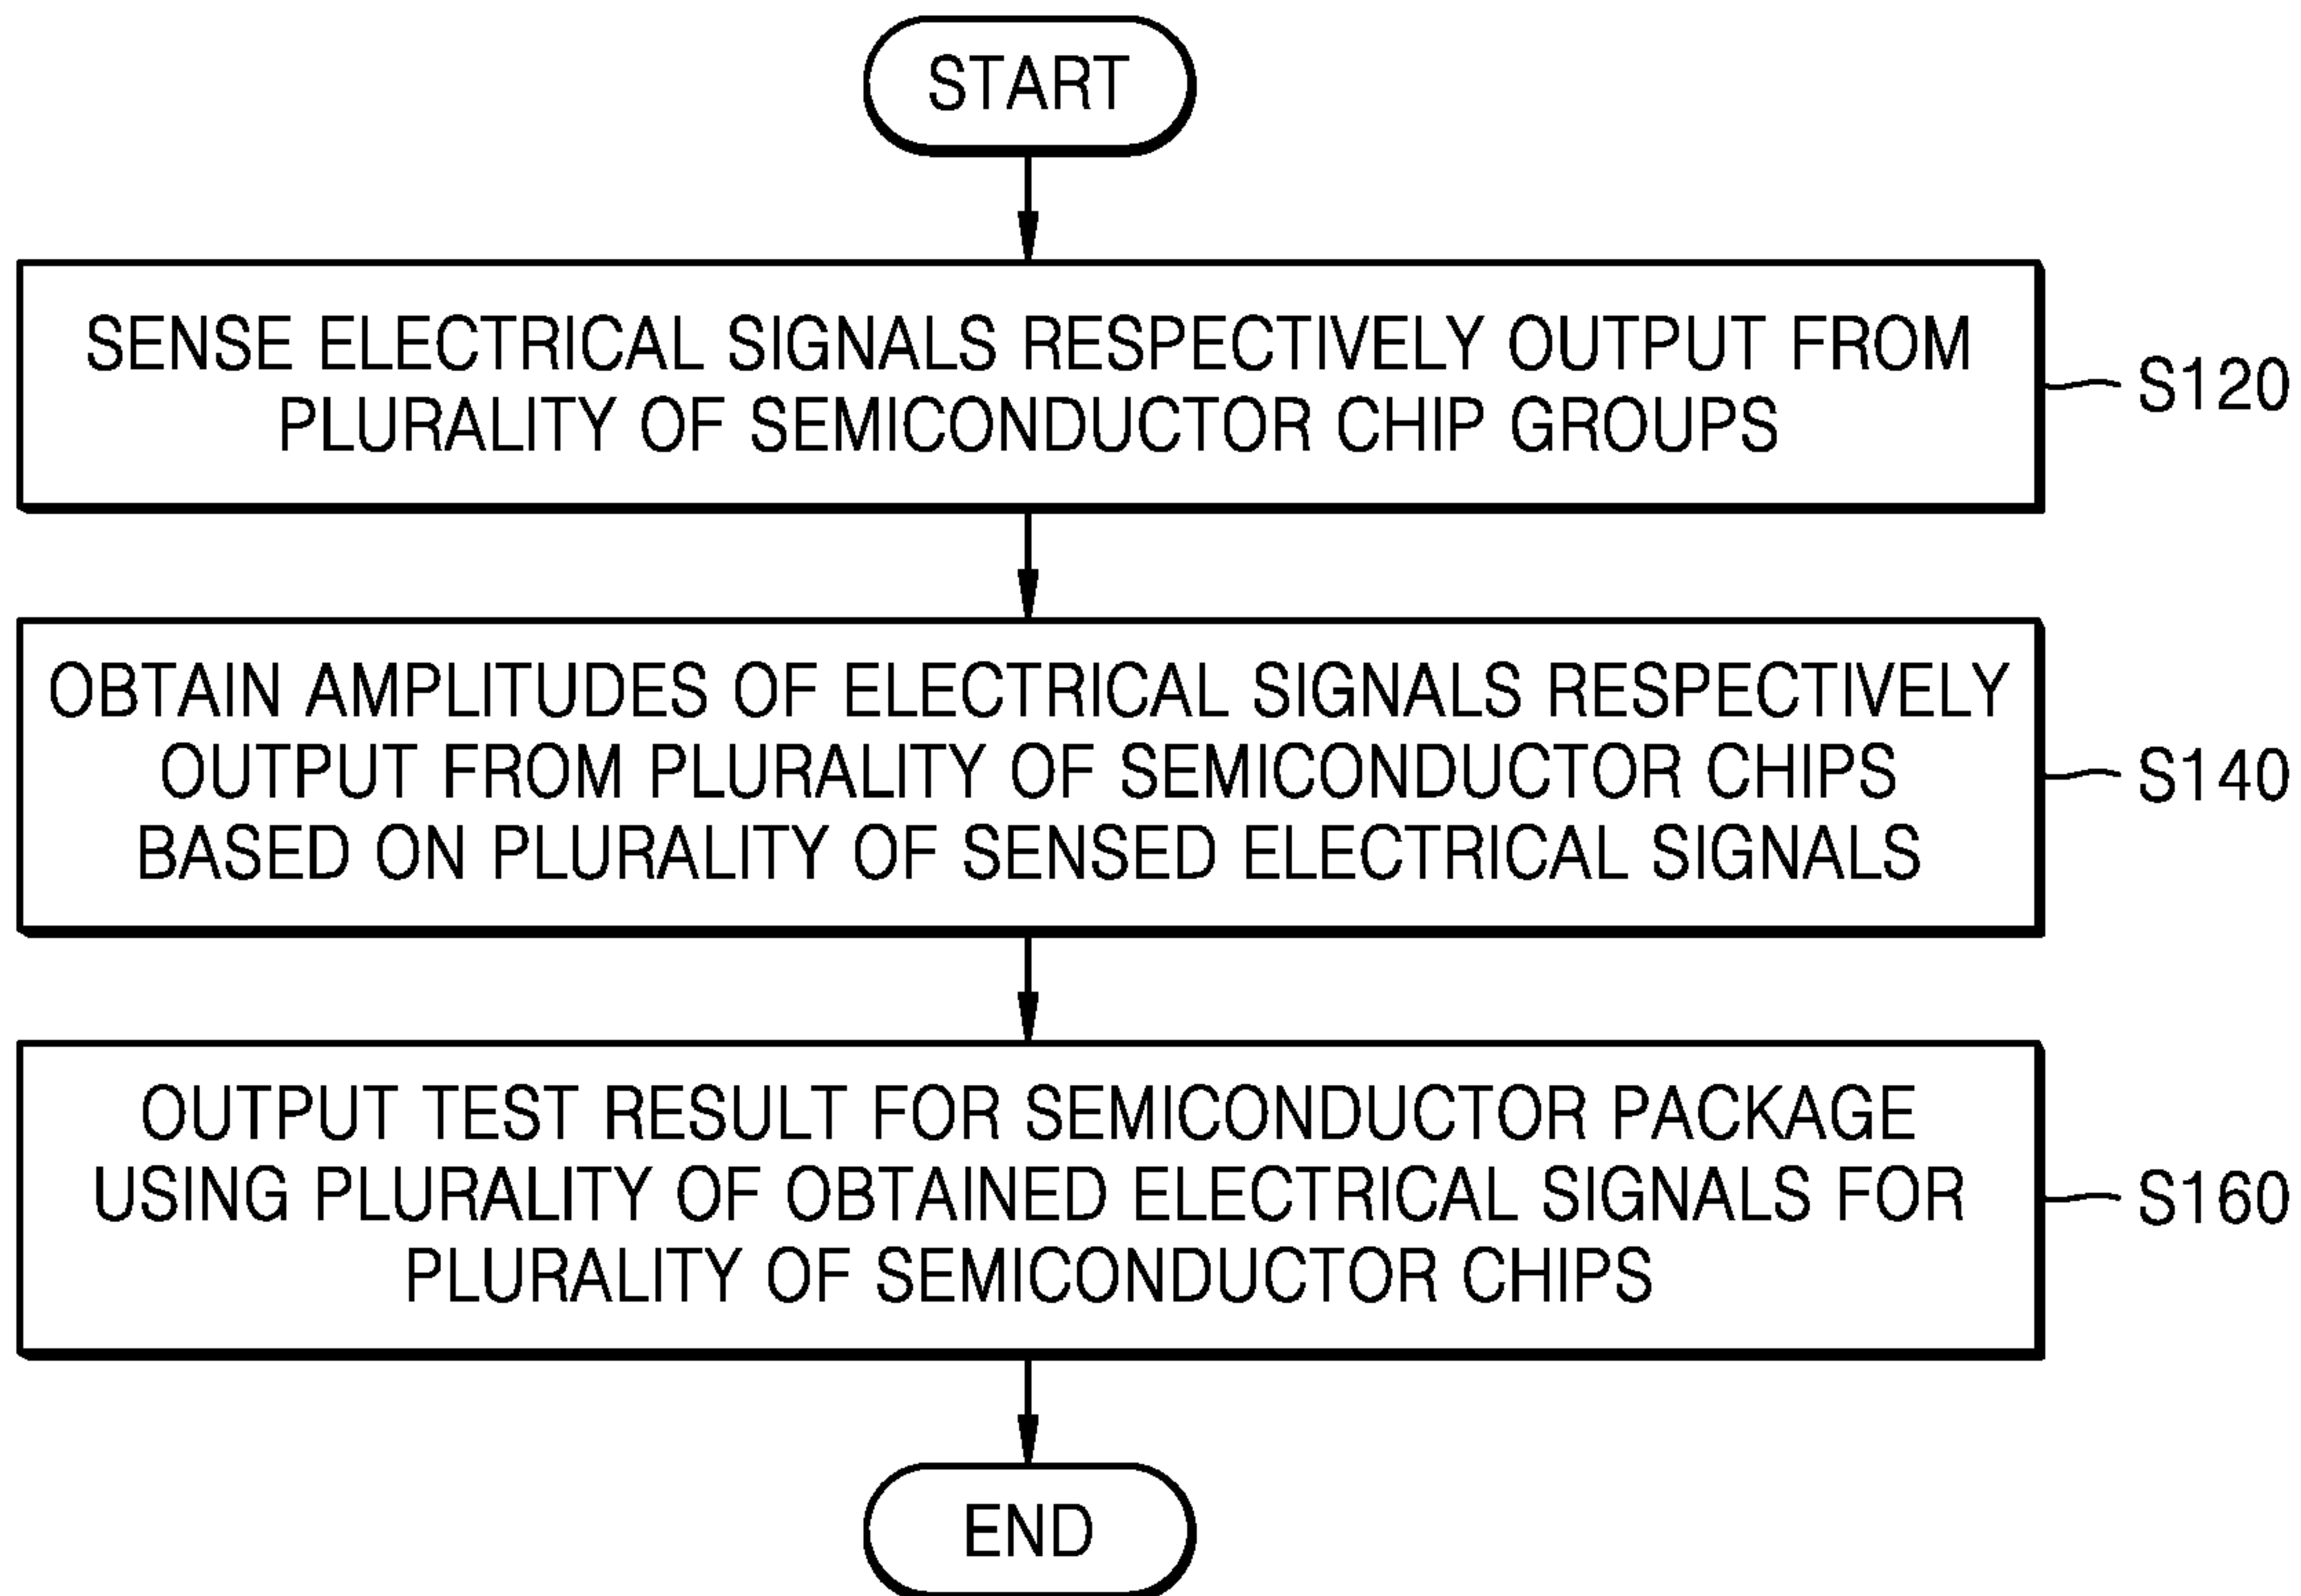 START
SENSE ELECTRICAL SIGNALS RESPECTIVELY OUTPUT FROM
PLURALITY OF SEMICONDUCTOR CHIP GROUPS
S120
OBTAIN AMPLITUDES OF ELECTRICAL SIGNALS RESPECTIVELY
OUTPUT FROM PLURALITY OF SEMICONDUCTOR CHIPS
BASED ON PLURALITY OF SENSED ELECTRICAL SIGNALS
S140
OUTPUT TEST RESULT FOR SEMICONDUCTOR PACKAGE
USING PLURALITY OF OBTAINED ELECTRICAL SIGNALS FOR
PLURALITY OF SEMICONDUCTOR CHIPS
S160
END